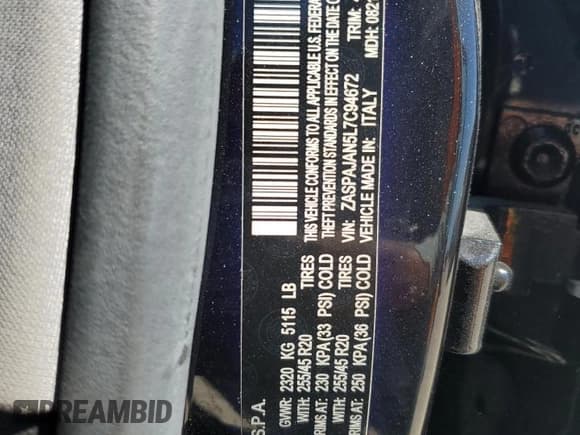 S.P.A.
GVWR: 2320 KG 5115 LB
WITH: 255/45 R20 TIRES
RIMS AT: 230 KPA(33 PSI) COLD
WITH: 255/45 R20 TIRES
RIMS AT: 250 KPA(36 PSI) COLD
THIS VEHICLE CONFORMS TO ALL APPLICABLE U.S. FEDERA
THEFT PREVENTION STANDARDS IN EFFECT ON THE DATE O
VIN: ZASPAJAN5L7C94672
VEHICLE MADE IN: ITALY
TRIM:
MDH: 082
DREAMBID